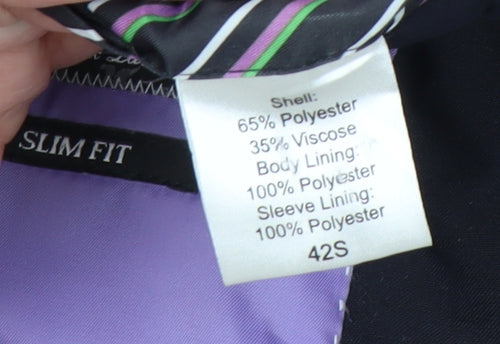 SLIM FIT
Shell:
65% Polyester
35% Viscose
Body Lining:
100% Polyester
Sleeve Lining:
100% Polyester
42S